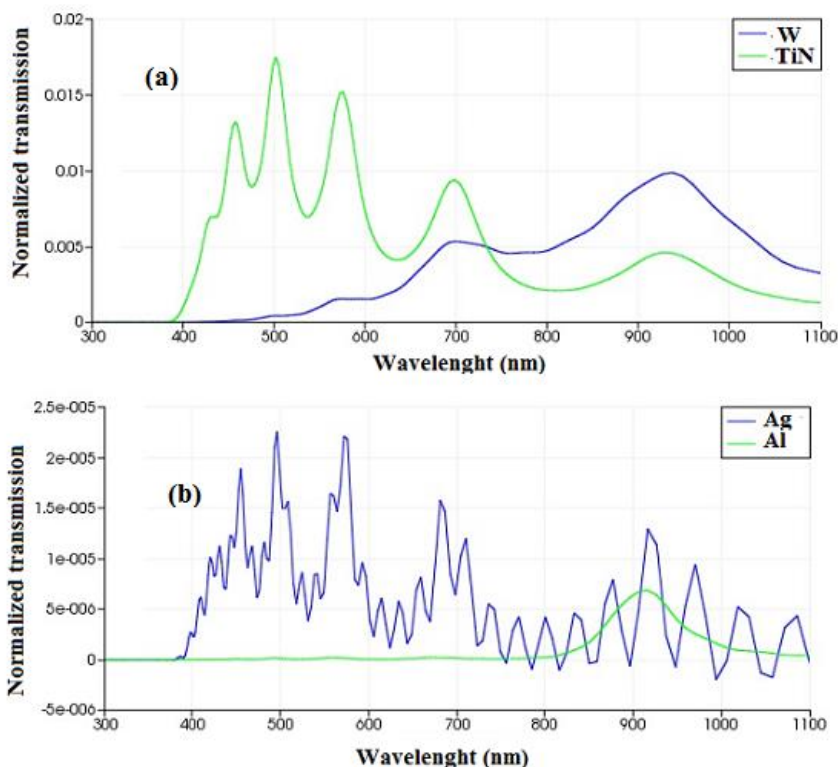 0.02
W
TiN
(a)
0.015
0.01
0.005
0
300 400 500 600 700 800 900 1000 1100
Normalized transmission
Wavelenght (nm)
2.5e-005
Ag
Al
2e-005
(b)
1.5e-005
1e-005
5e-006
0
-5e-006
300 400 500 600 700 800 900 1000 1100
Normalized transmission
Wavelenght (nm)